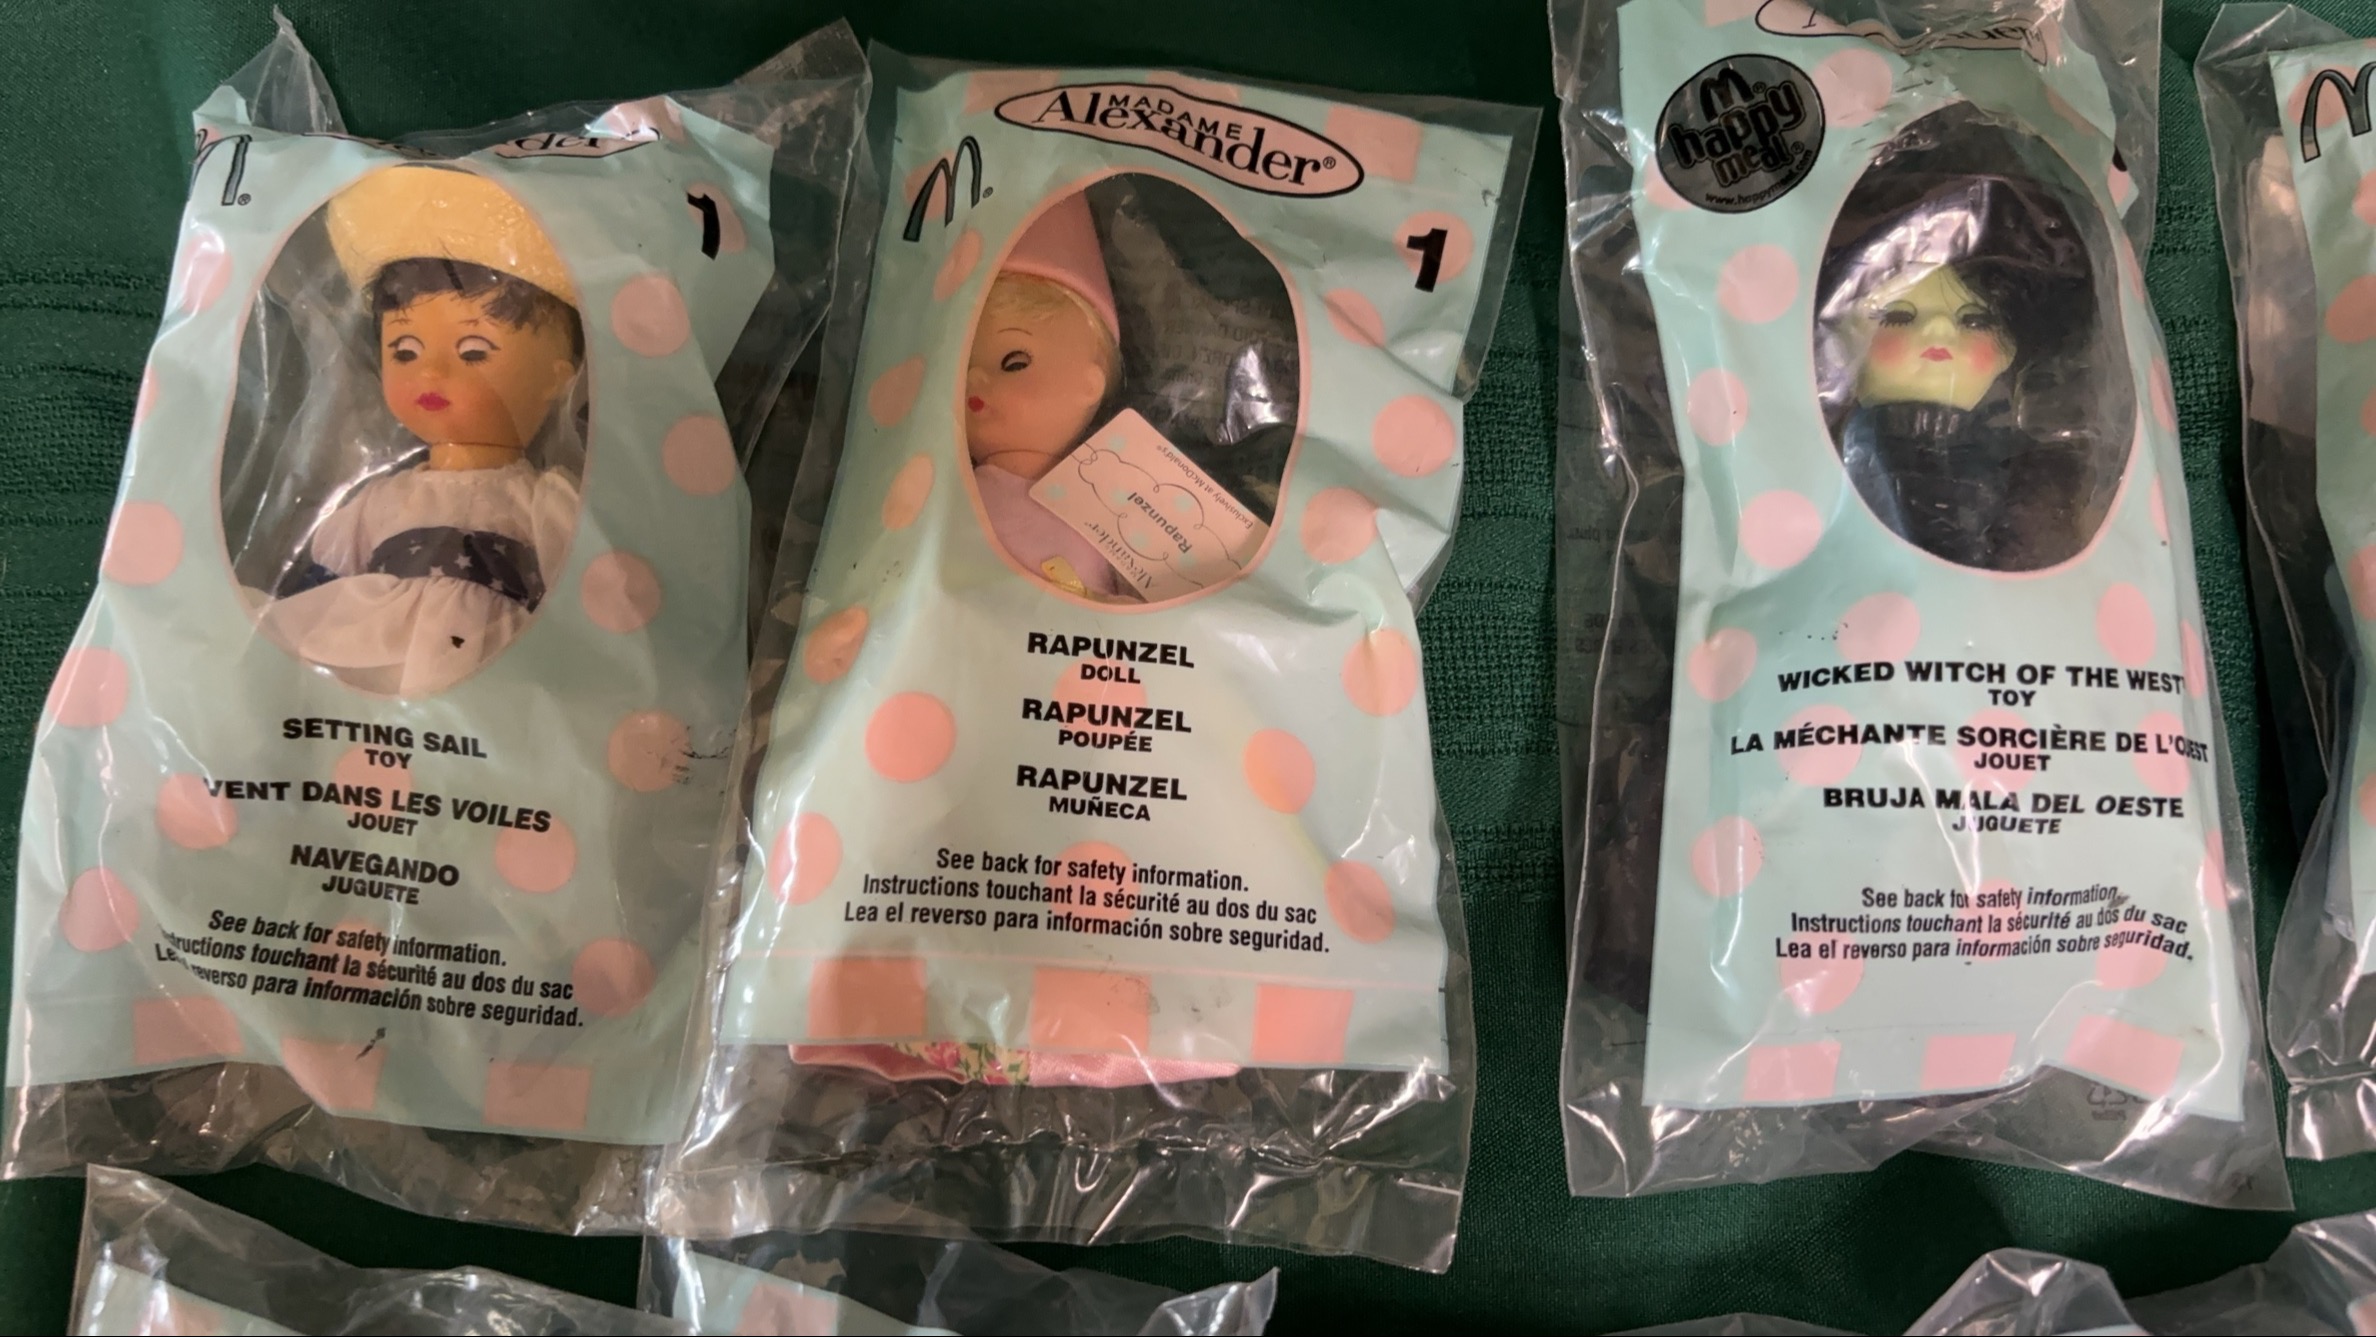 1
SETTING SAIL
TOY
VENT DANS LES VOILES
JOUET
NAVEGANDO
JUGUETE
See back for safety information.
Instructions touchant la sécurité au dos du sac
Lea el reverso para información sobre seguridad.
MADAME
Alexander®
1
Rapunzel
Exclusively at McDonald's®
RAPUNZEL
DOLL
RAPUNZEL
POUPÉE
RAPUNZEL
MUÑECA
See back for safety information.
Instructions touchant la sécurité au dos du sac
Lea el reverso para información sobre seguridad.
happy
meal®
www.happymeal.com
WICKED WITCH OF THE WEST
TOY
LA MÉCHANTE SORCIÈRE DE L'OUEST
JOUET
BRUJA MALA DEL OESTE
JUGUETE
See back for safety information.
Instructions touchant la sécurité au dos du sac
Lea el reverso para información sobre seguridad.